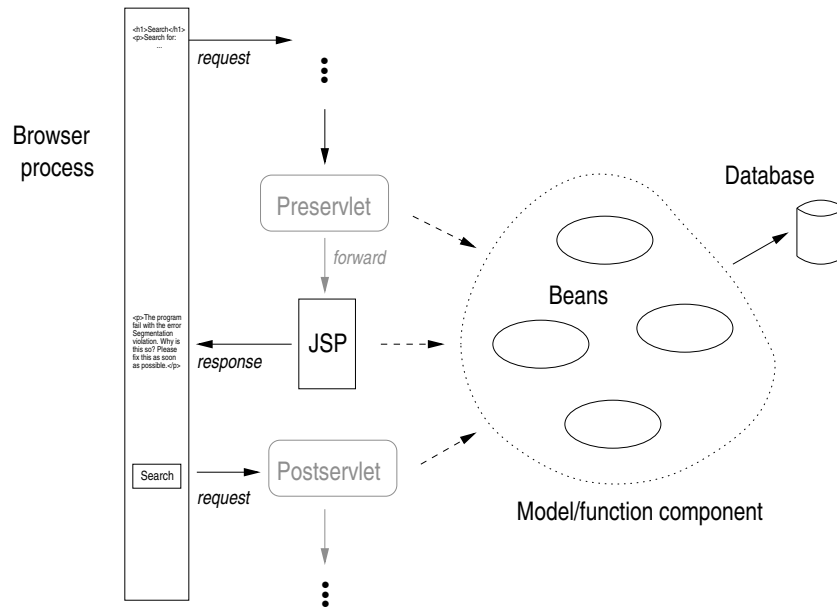 <h1>Search</h1>
<p>Search for:
...
request
Browser
process
Preservlet
Database
forward
Beans
<p>The program
fail with the error
Segmentation
violation. Why is
this so? Please
fix this as soon
as possible.</p>
JSP
response
Postservlet
Search
request
Model/function component